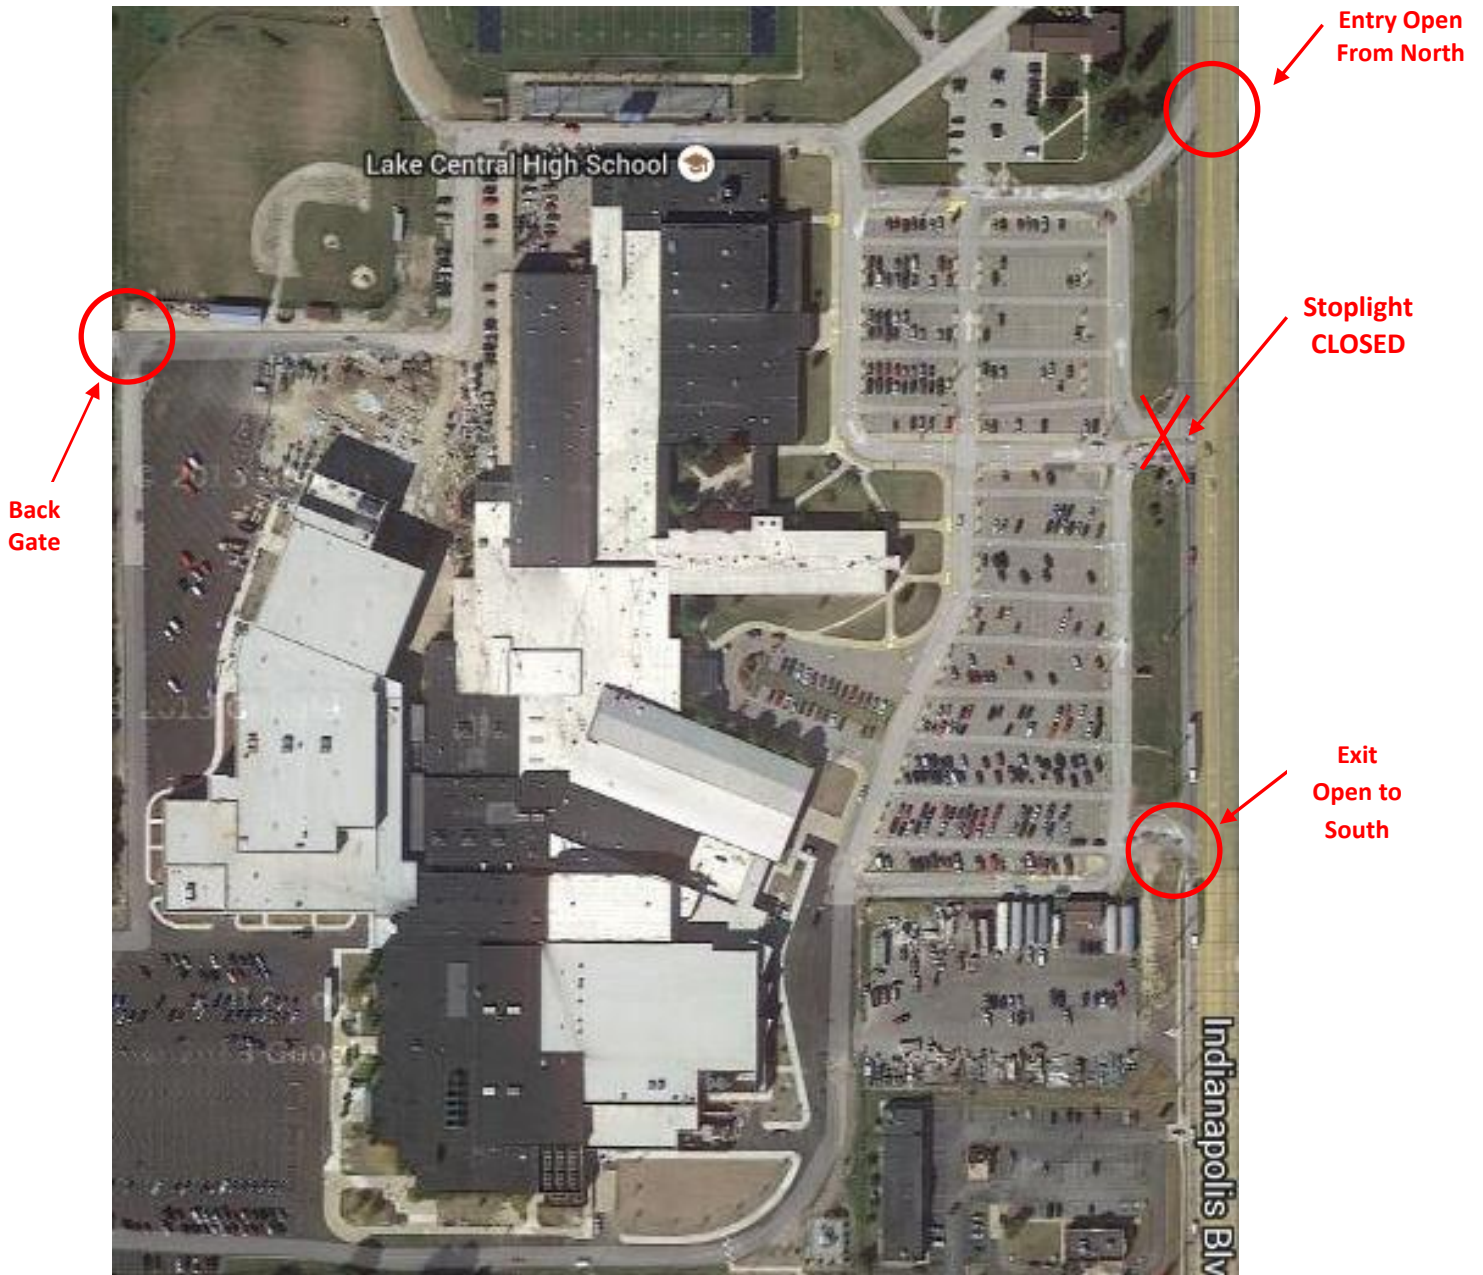 Entry Open
From North
Lake Central High School
Stoplight
CLOSED
Back
Gate
Exit
Open to
South
Indianapolis Blv